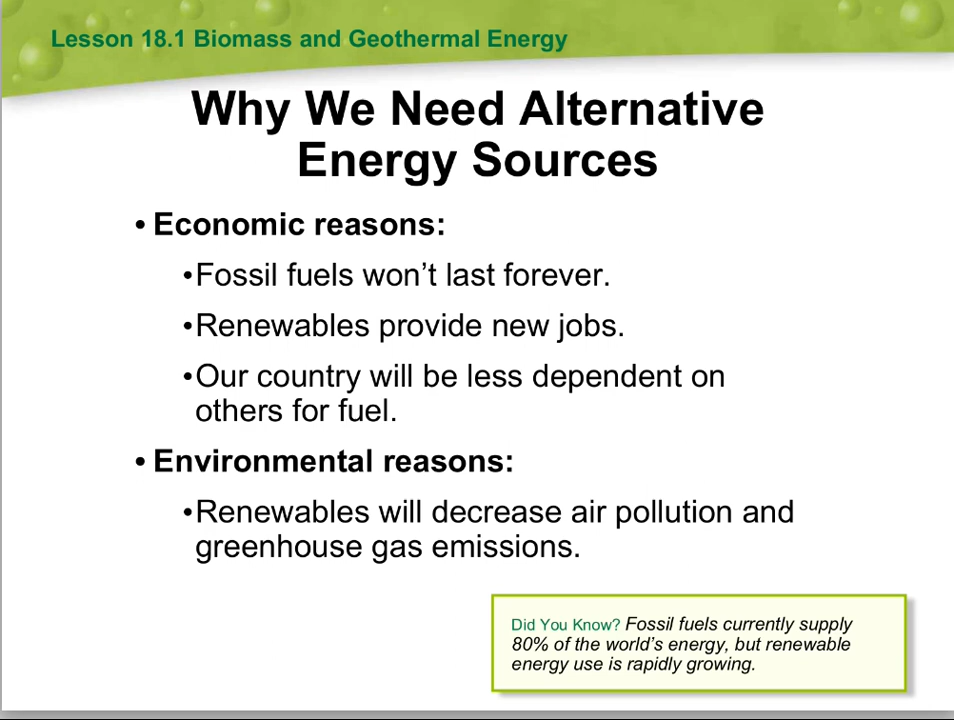 Lesson 18.1 Biomass and Geothermal Energy
Why We Need Alternative
Energy Sources
• Economic reasons:
•Fossil fuels won’t last forever.
•Renewables provide new jobs.
•Our country will be less dependent on
others for fuel.
• Environmental reasons:
•Renewables will decrease air pollution and
greenhouse gas emissions.
Did You Know? Fossil fuels currently supply
80% of the world’s energy, but renewable
energy use is rapidly growing.